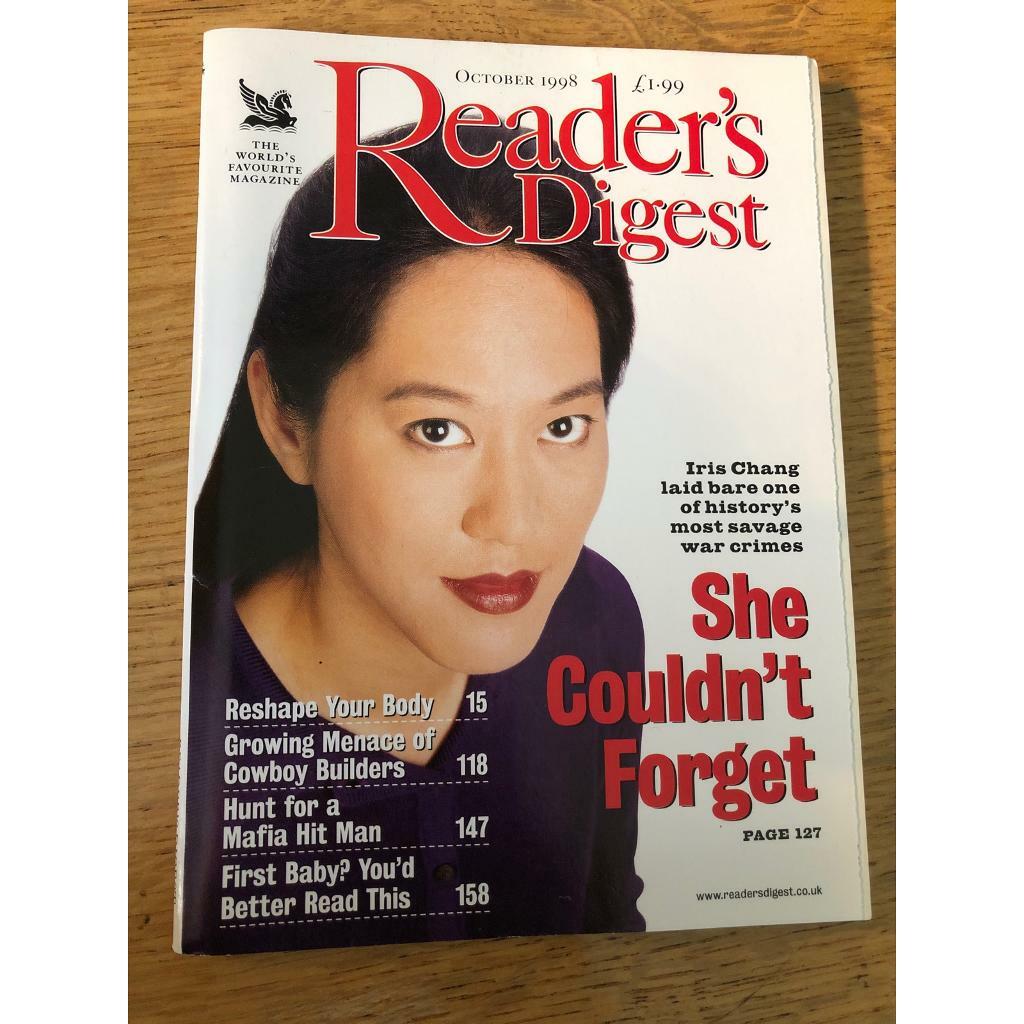 OCTOBER 1998 £1·99
THE
WORLD'S
FAVOURITE
MAGAZINE
Reader's
Digest
Iris Chang
laid bare one
of history's
most savage
war crimes
She
Couldn't
Forget
PAGE 127
Reshape Your Body 15
Growing Menace of
Cowboy Builders 118
Hunt for a
Mafia Hit Man 147
First Baby? You'd
Better Read This 158
www.readersdigest.co.uk